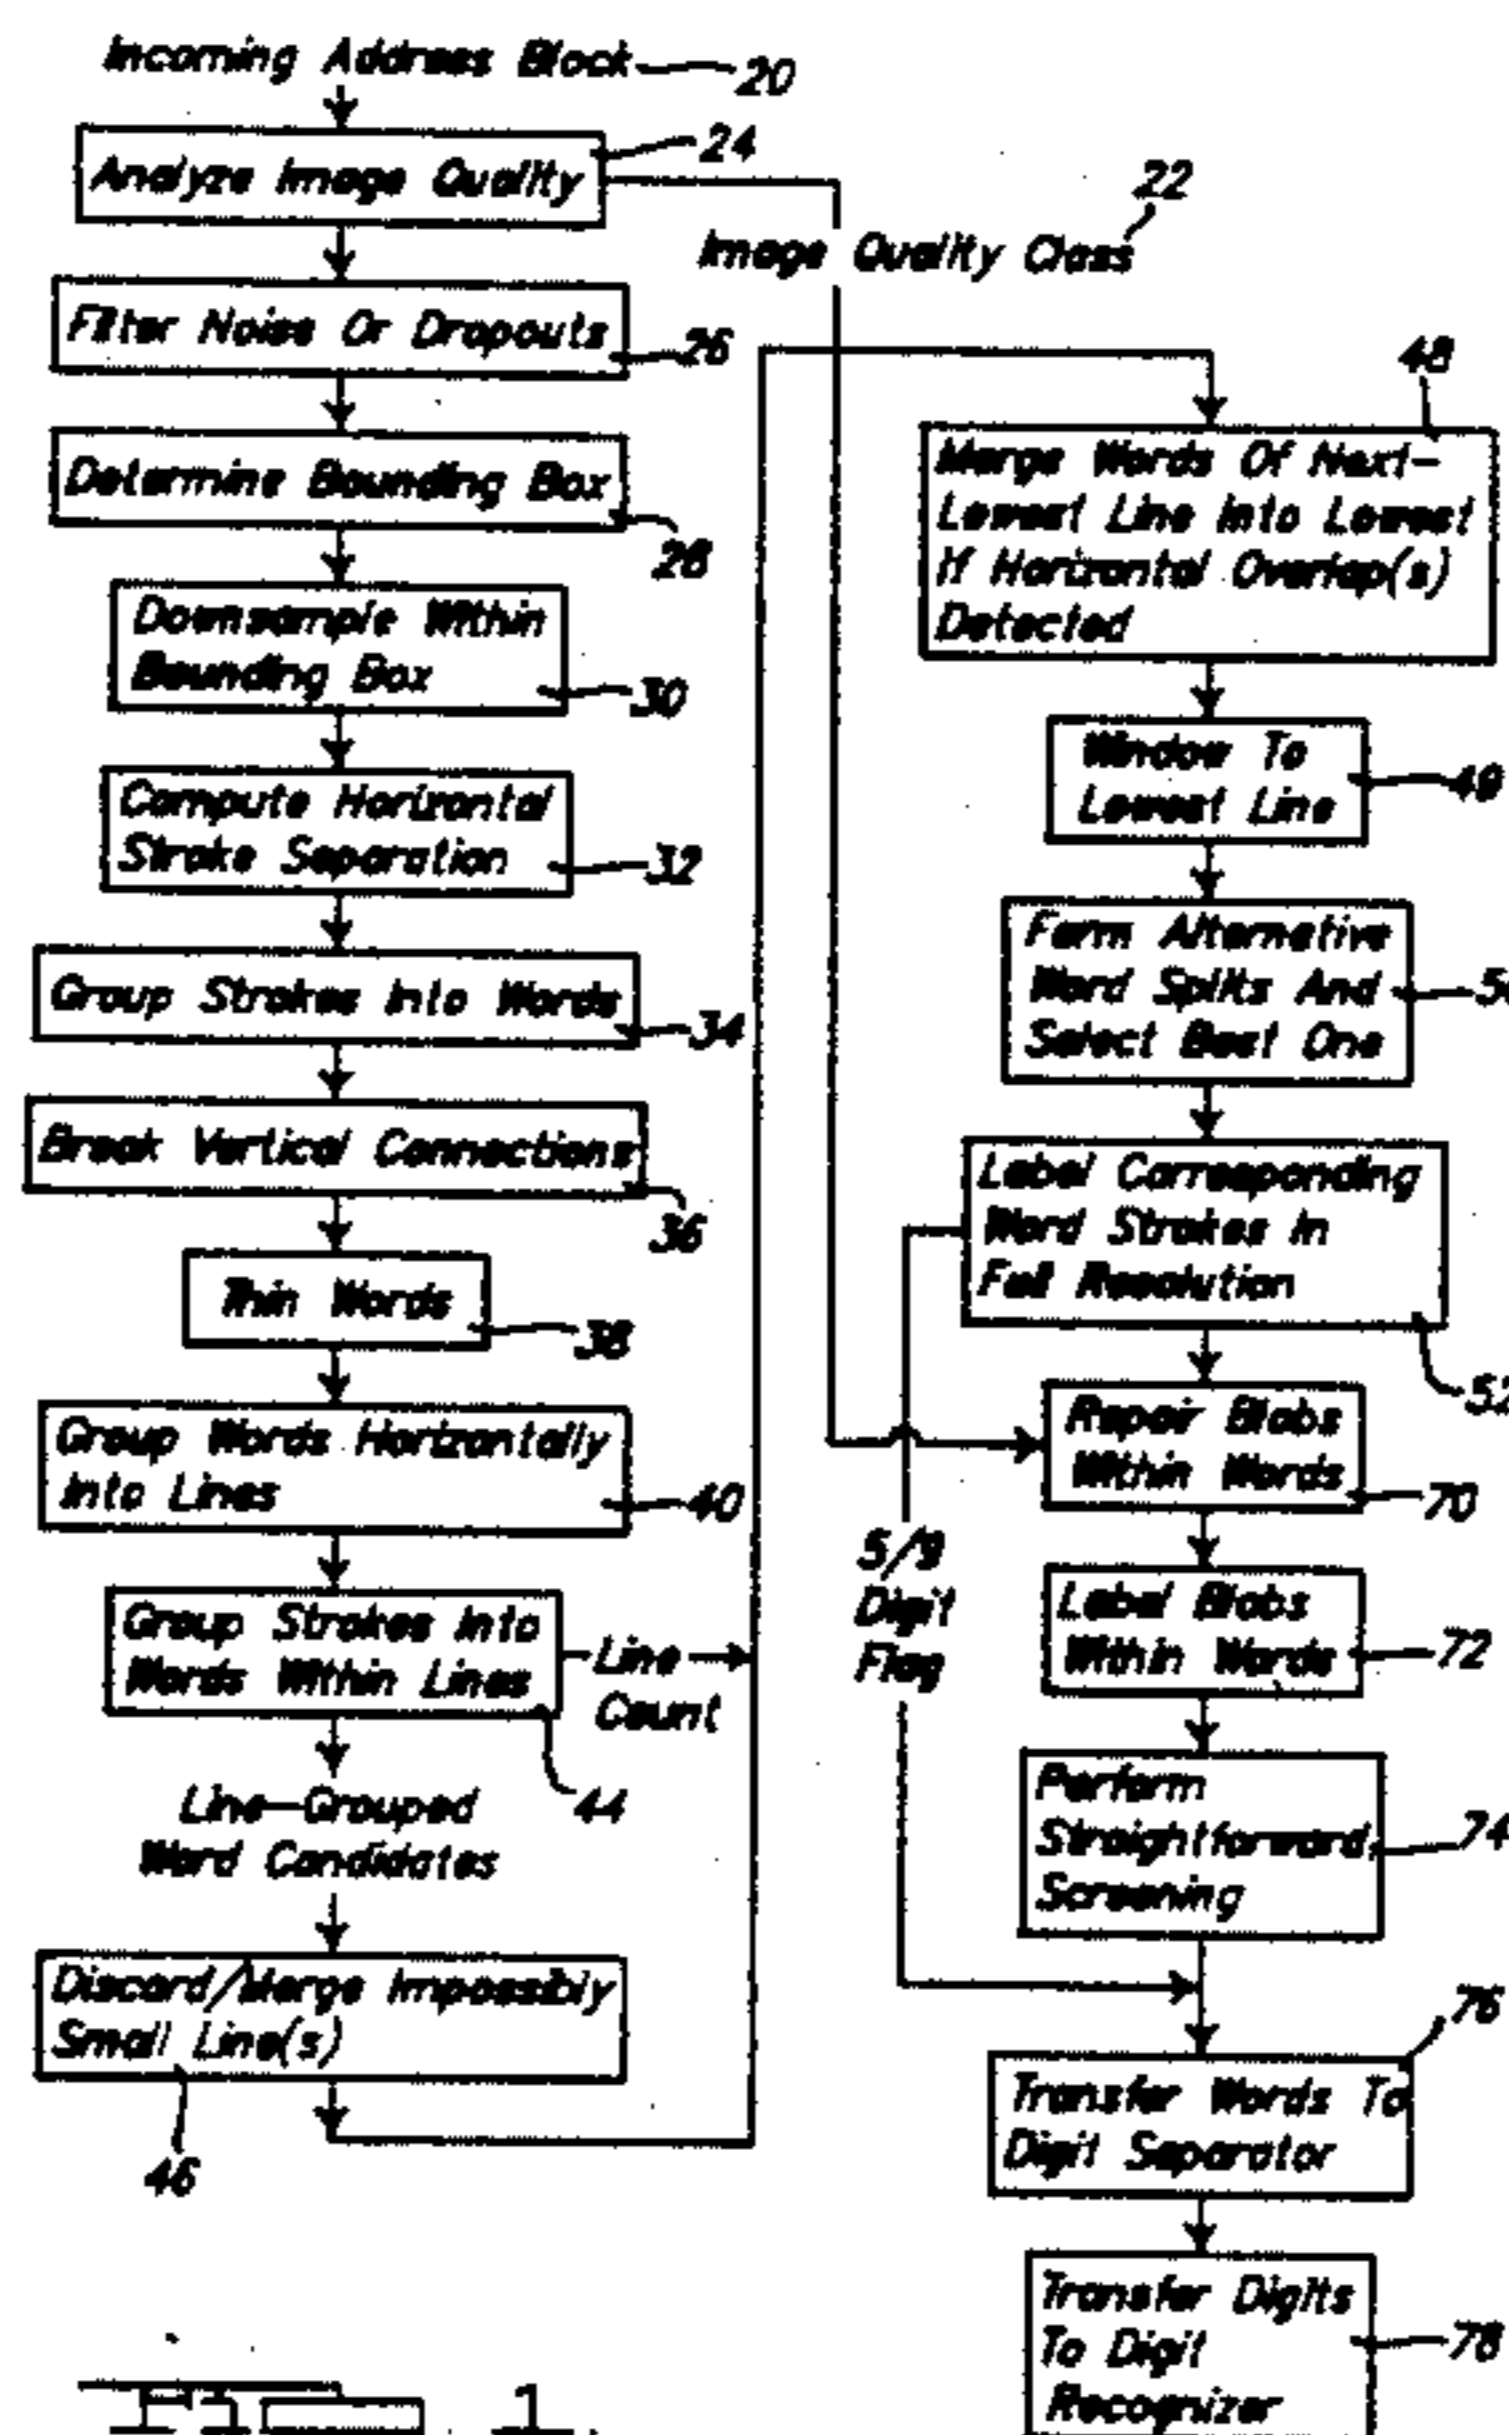 Incoming Address Block 20
Analyze Image Quality 24
Image Quality Class 22
Filter Noise Or Dropouts 26
Determine Bounding Box
28
Downsample Within
Bounding Box 30
Compute Horizontal
Stroke Separation 32
Group Strokes Into Words
34
Break Vertical Connections
36
Thin Words
38
Group Words Horizontally
Into Lines 40
Group Strokes Into
Words Within Lines
Line
Count
44
Line-Grouped
Word Candidates
Discard/Merge Impossibly
Small Line(s)
46
48
Merge Words Of Next-
Lowest Line Into Lowest
If Horizontal Overlap(s)
Detected
Window To
Lowest Line 49
Form Alternative
Word Splits And
Select Best One
Label Corresponding
Word Strokes In
Full Resolution
52
Repair Blobs
Within Words 70
5/9
Digit
Flag
Label Blobs
Within Words 72
Perform
Straightforward 74
Screening
76
Transfer Words To
Digit Separator
Transfer Digits
To Digit 78
Recognizer